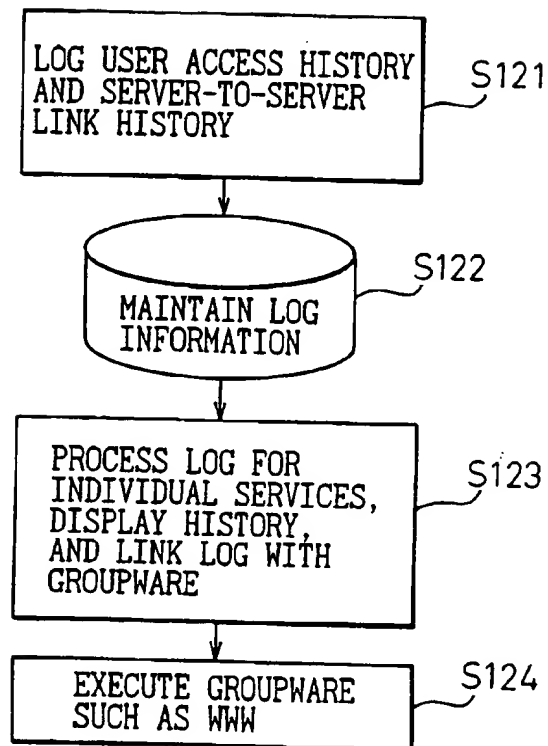 LOG USER ACCESS HISTORY
AND SERVER-TO-SERVER
LINK HISTORY
S121
MAINTAIN LOG
INFORMATION
S122
PROCESS LOG FOR
INDIVIDUAL SERVICES,
DISPLAY HISTORY,
AND LINK LOG WITH
GROUPWARE
S123
EXECUTE GROUPWARE
SUCH AS WWW
S124